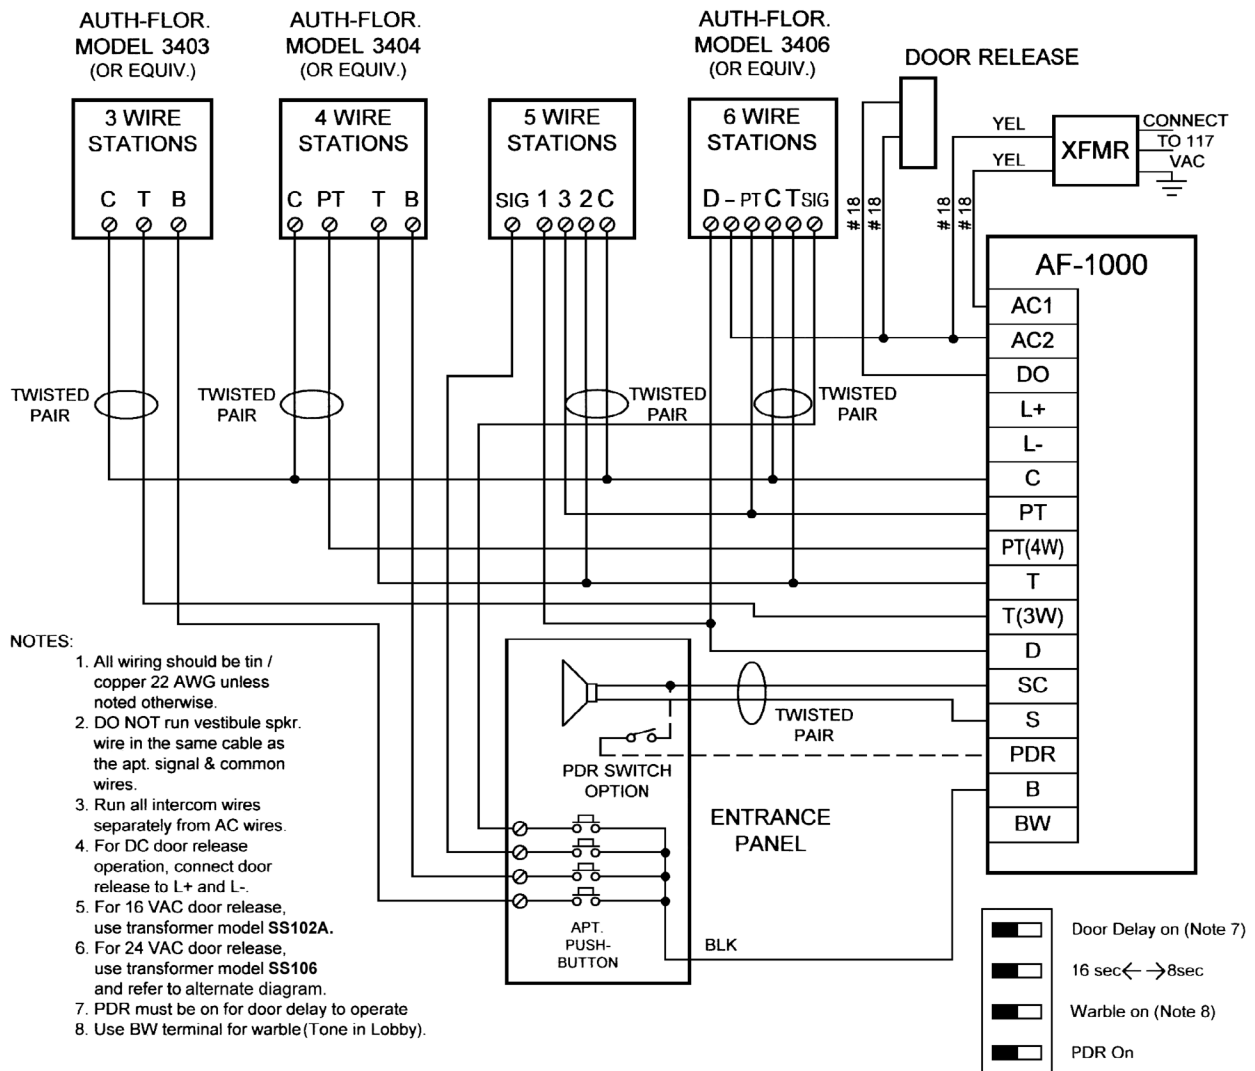 AUTH-FLOR.
MODEL 3403
(OR EQUIV.)
AUTH-FLOR.
MODEL 3404
(OR EQUIV.)
AUTH-FLOR.
MODEL 3406
(OR EQUIV.)
DOOR RELEASE
3 WIRE
STATIONS
C T B
4 WIRE
STATIONS
C PT T B
5 WIRE
STATIONS
SIG 1 3 2 C
6 WIRE
STATIONS
D - PT C T SIG
# 18
# 18
# 18
# 18
YEL
YEL
XFMR
CONNECT
TO 117
VAC
AF-1000
AC1
AC2
DO
L+
L-
C
PT
PT(4W)
T
T(3W)
D
SC
S
PDR
B
BW
TWISTED
PAIR
TWISTED
PAIR
TWISTED
PAIR
TWISTED
PAIR
TWISTED
PAIR
PDR SWITCH
OPTION
ENTRANCE
PANEL
APT.
PUSH-
BUTTON
BLK
NOTES:
1. All wiring should be tin /
copper 22 AWG unless
noted otherwise.
2. DO NOT run vestibule spkr.
wire in the same cable as
the apt. signal & common
wires.
3. Run all intercom wires
separately from AC wires.
4. For DC door release
operation, connect door
release to L+ and L-.
5. For 16 VAC door release,
use transformer model SS102A.
6. For 24 VAC door release,
use transformer model SS106
and refer to alternate diagram.
7. PDR must be on for door delay to operate
8. Use BW terminal for warble (Tone in Lobby).
Door Delay on (Note 7)
16 sec← →8sec
Warble on (Note 8)
PDR On